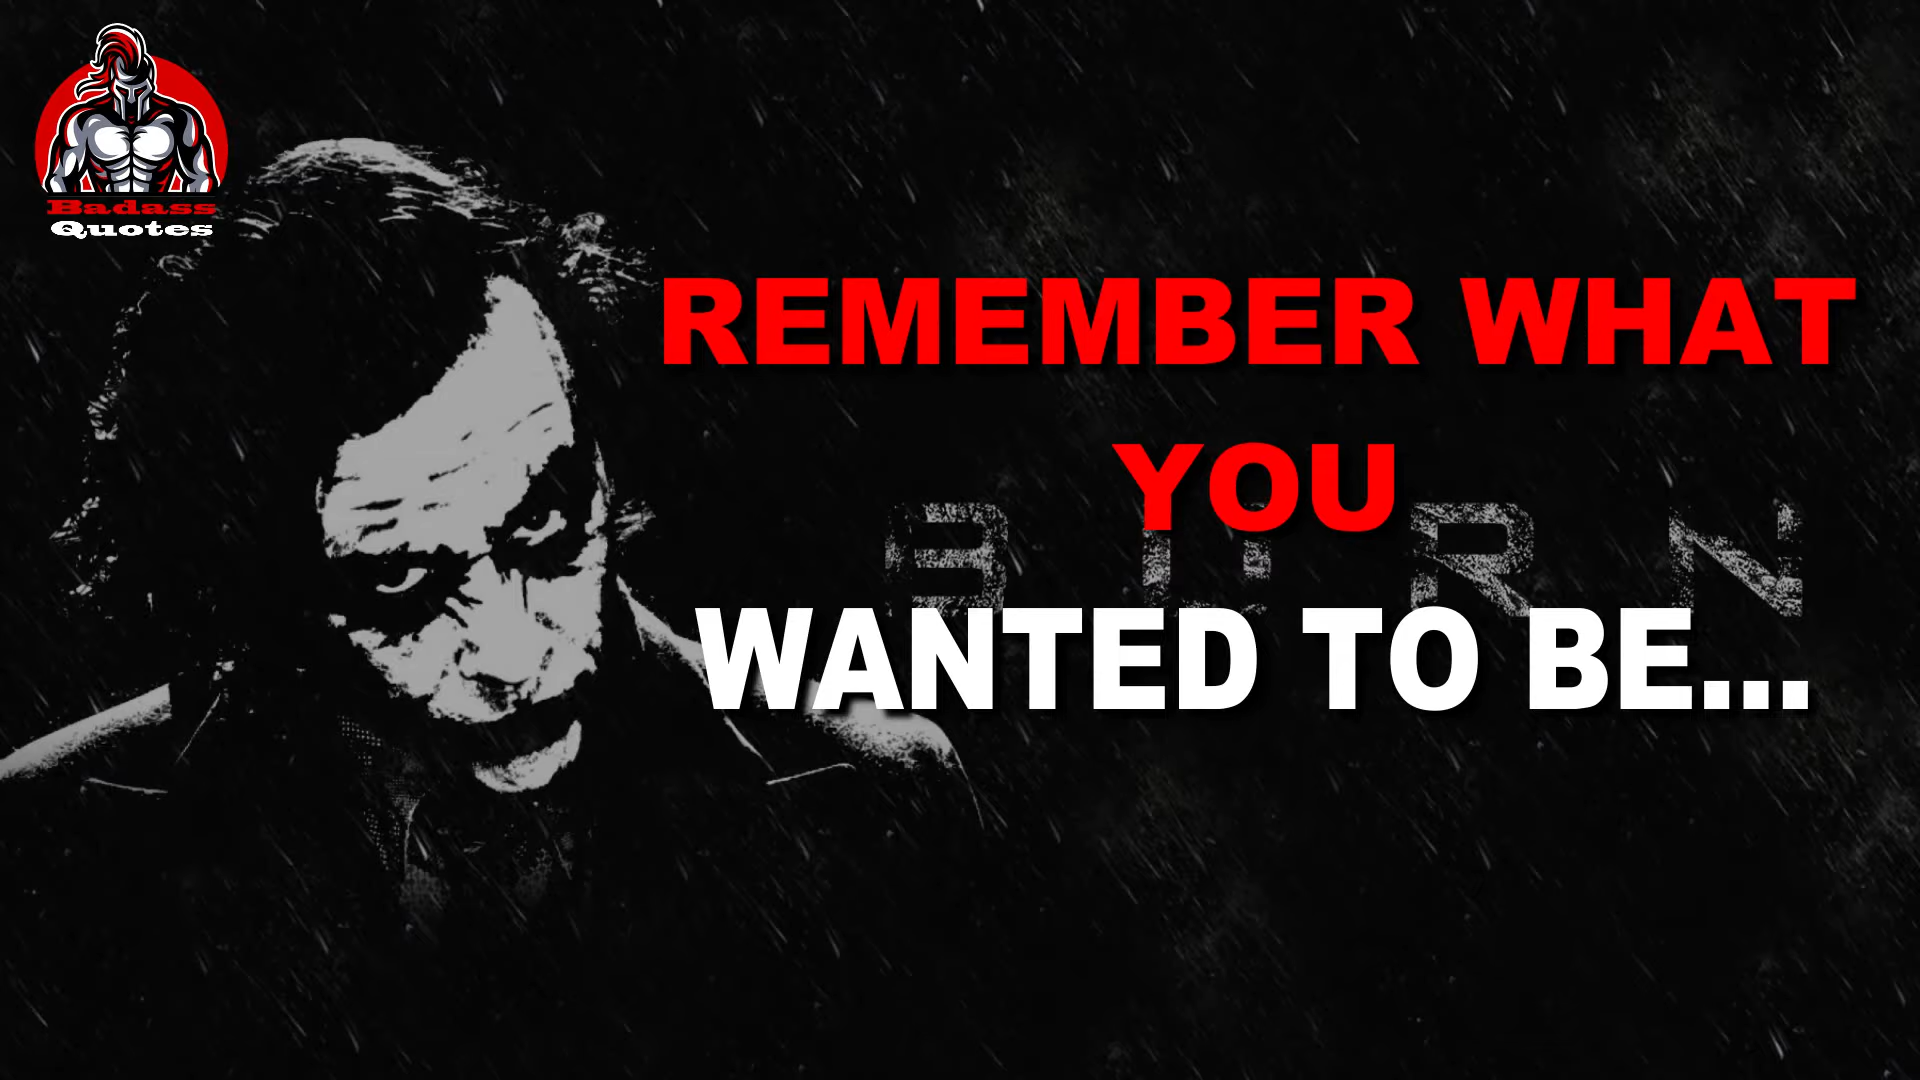 Badass
Quotes
REMEMBER WHAT
YOU
BURN
WANTED TO BE...